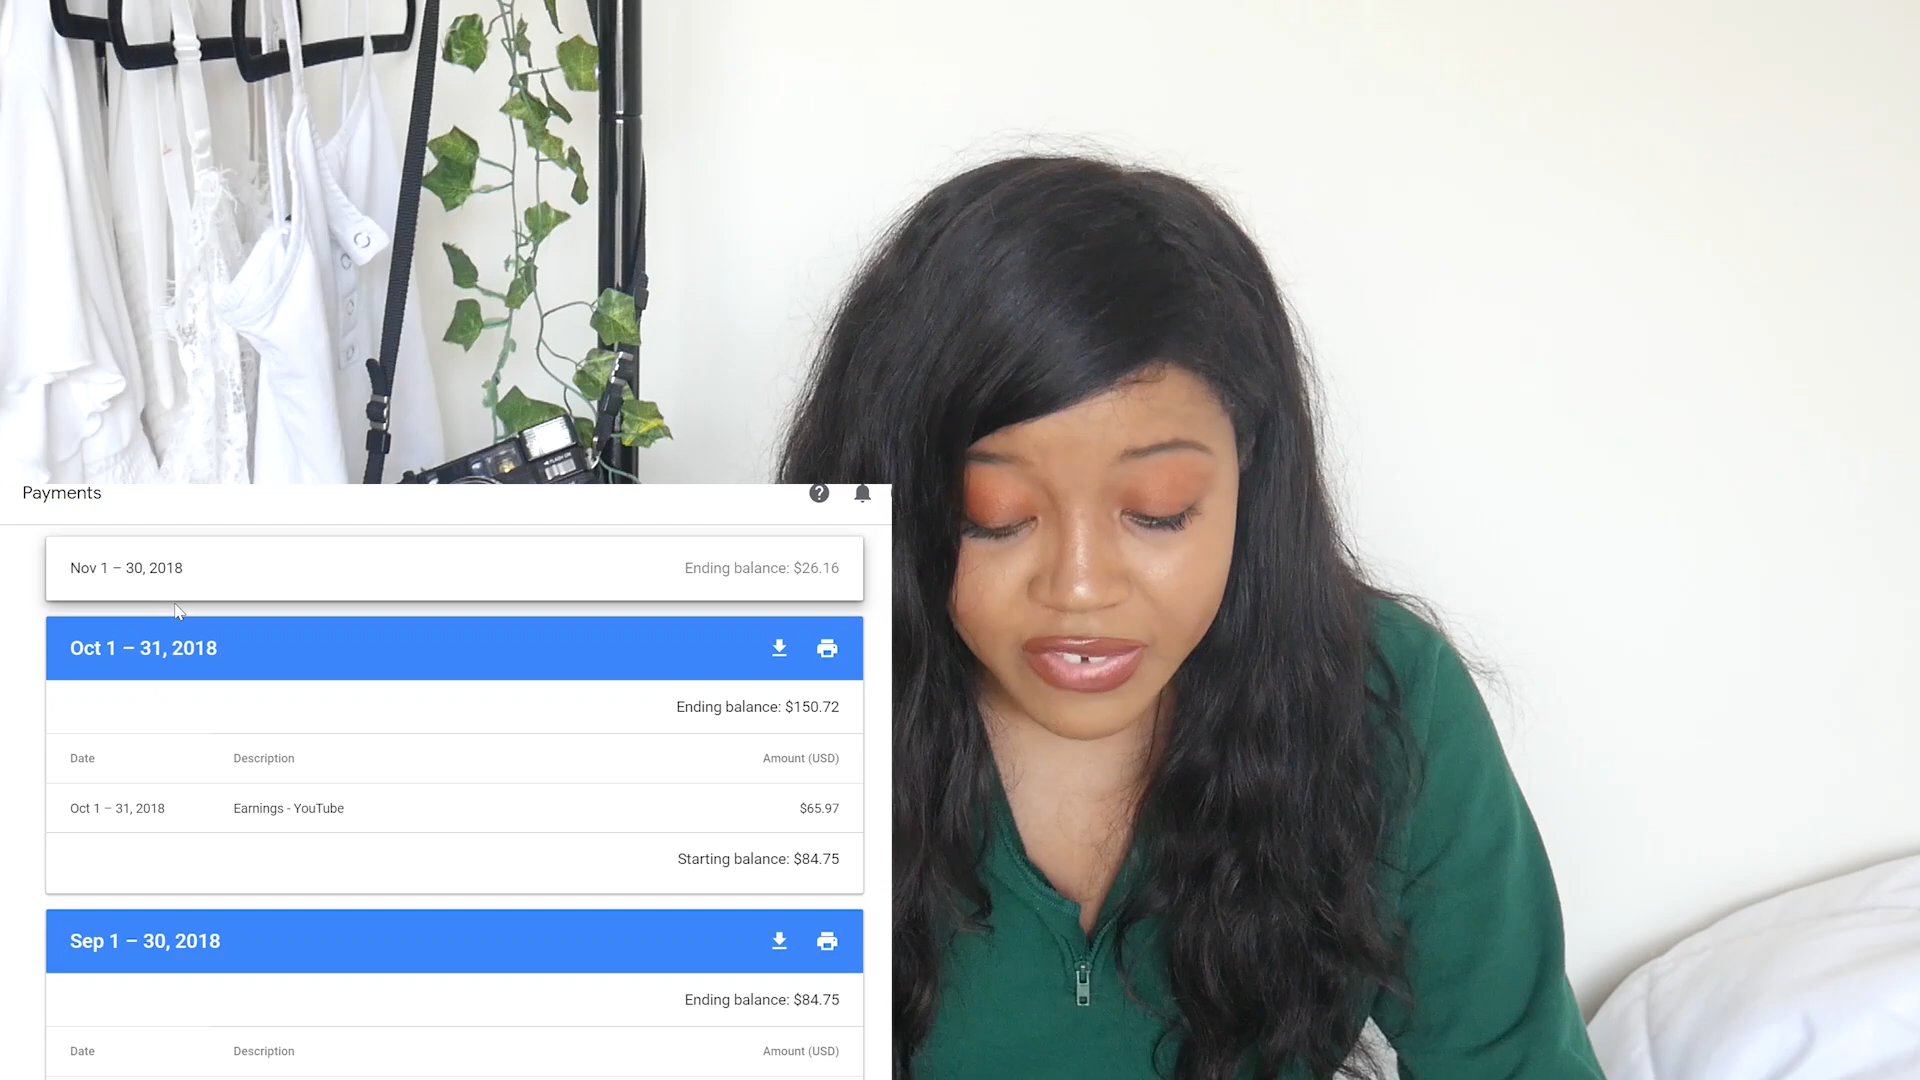 Payments
Nov 1 – 30, 2018 Ending balance: $26.16
Oct 1 – 31, 2018
Ending balance: $150.72
Date Description Amount (USD)
Oct 1 – 31, 2018 Earnings - YouTube $65.97
Starting balance: $84.75
Sep 1 – 30, 2018
Ending balance: $84.75
Date Description Amount (USD)